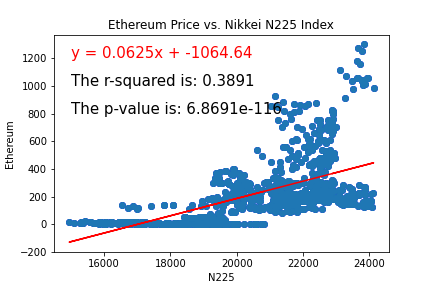 Ethereum Price vs. Nikkei N225 Index
y = 0.0625x + -1064.64
The r-squared is: 0.3891
The p-value is: 6.8691e-116
1200
1000
800
600
400
200
0
−200
Ethereum
16000 18000 20000 22000 24000
N225